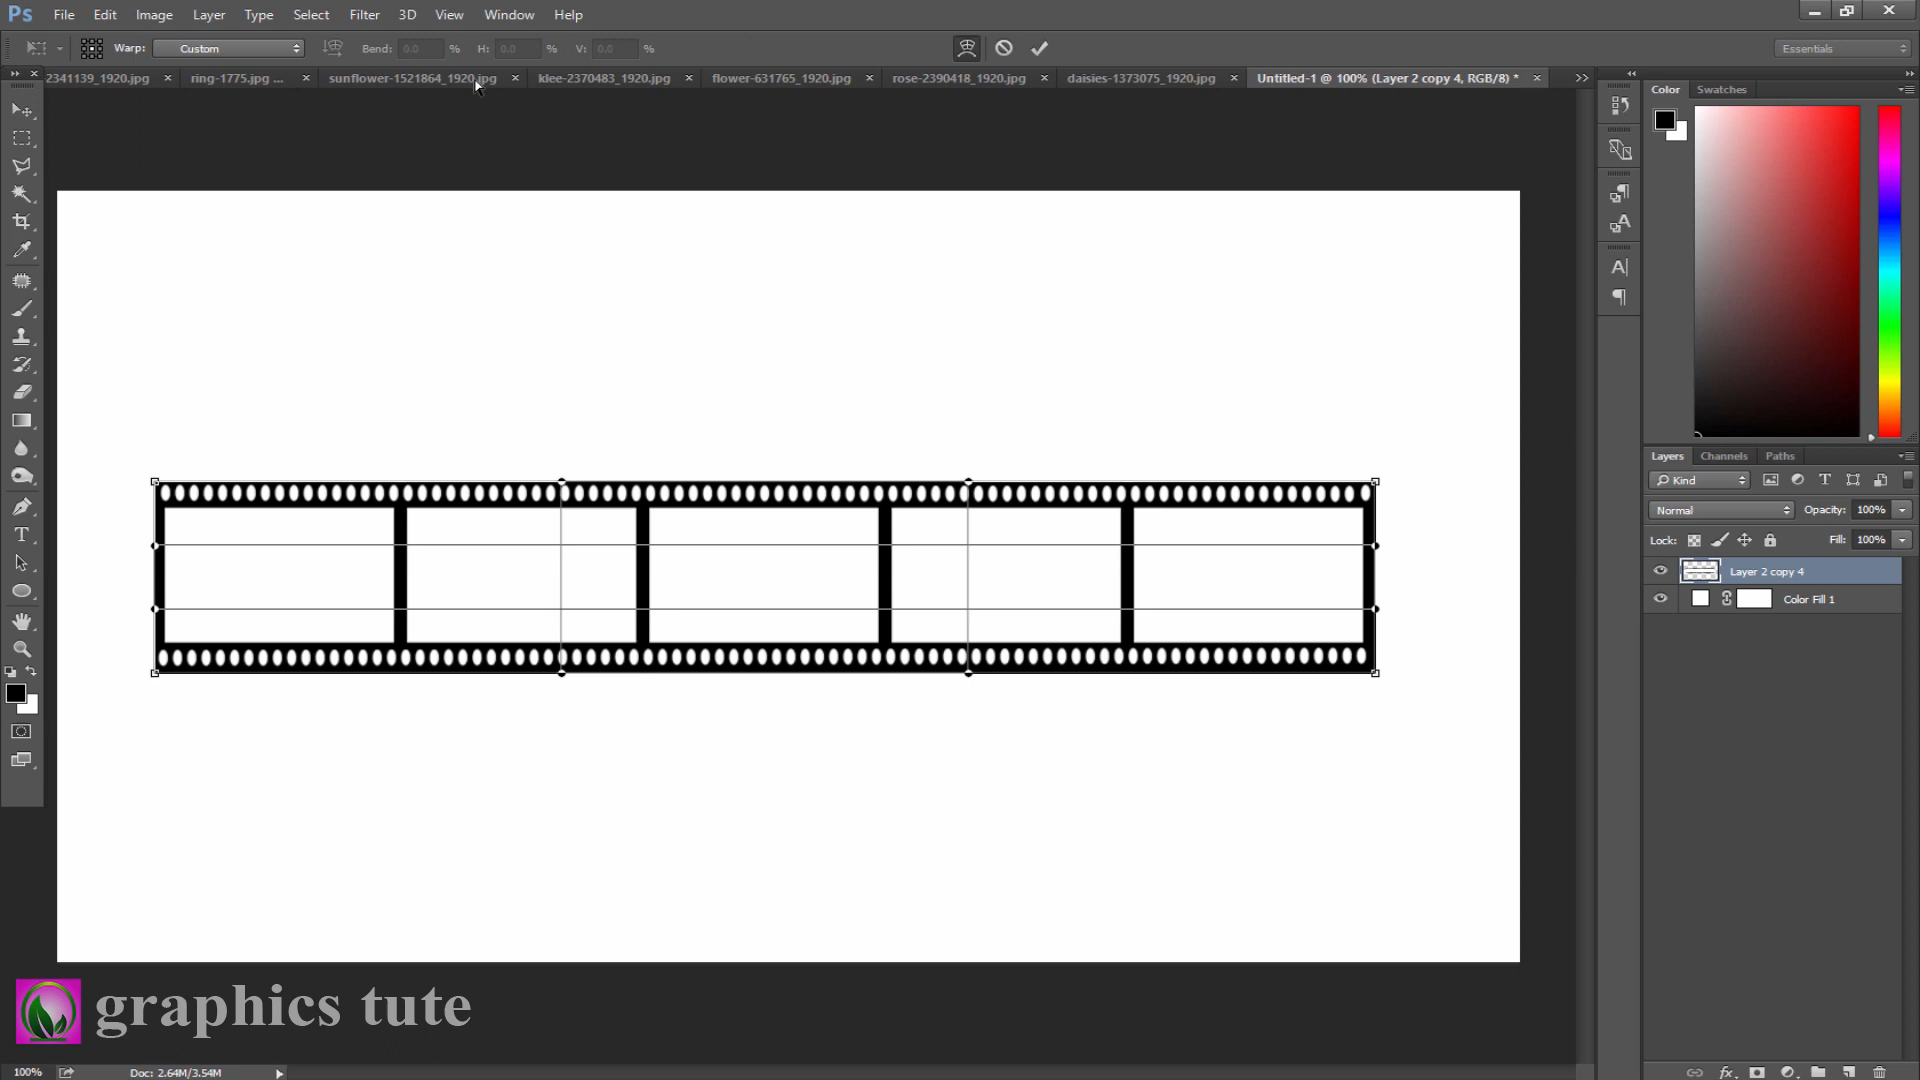 Ps File Edit Image Layer Type Select Filter 3D View Window Help
Warp: Custom Bend: 0.0 % H: 0.0 % V: 0.0 % Essentials
2341139_1920.jpg × ring-1775.jpg ... × sunflower-1521864_1920.jpg × klee-2370483_1920.jpg × flower-631765_1920.jpg × rose-2390418_1920.jpg × daisies-1373075_1920.jpg × Untitled-1 @ 100% (Layer 2 copy 4, RGB/8) * ×
Color Swatches
Layers Channels Paths
Kind
Normal Opacity: 100%
Lock: Fill: 100%
Layer 2 copy 4
Color Fill 1
graphics tute
100% Doc: 2.64M/3.54M